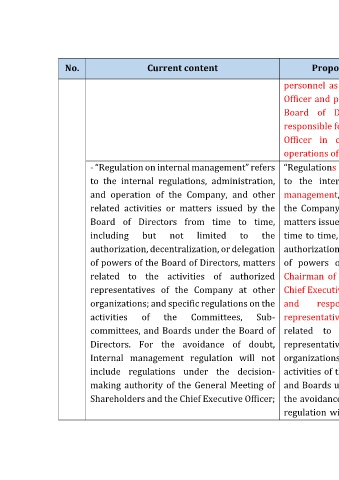 No. Current content Propo
personnel as
Officer and p
Board of D
responsible fo
Officer in c
operations of
- “Regulation on internal management” refers
to the internal regulations, administration,
and operation of the Company, and other
related activities or matters issued by the
Board of Directors from time to time,
including but not limited to the
authorization, decentralization, or delegation
of powers of the Board of Directors, matters
related to the activities of authorized
representatives of the Company at other
organizations; and specific regulations on the
activities of the Committees, Sub-
committees, and Boards under the Board of
Directors. For the avoidance of doubt,
Internal management regulation will not
include regulations under the decision-
making authority of the General Meeting of
Shareholders and the Chief Executive Officer;
“Regulations
to the inter
management,
the Company
matters issue
time to time,
authorization
of powers o
Chairman of
Chief Executiv
and respo
representativ
related to
representativ
organizations
activities of t
and Boards u
the avoidance
regulation wi